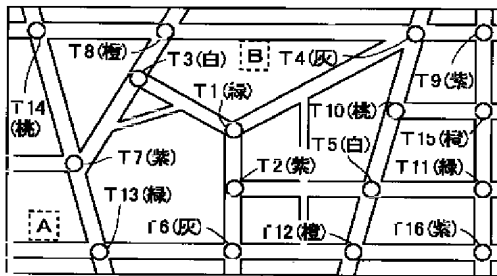 T8(橙)
B
T4(灰)
T3(白)
T9(紫)
T14
(桃)
T1(緑)
T10(桃)
T15(橙)
T2(紫)
T5(白)
T11(緑)
T7(紫)
T13(緑)
A
T6(灰)
T12(橙)
T16(紫)